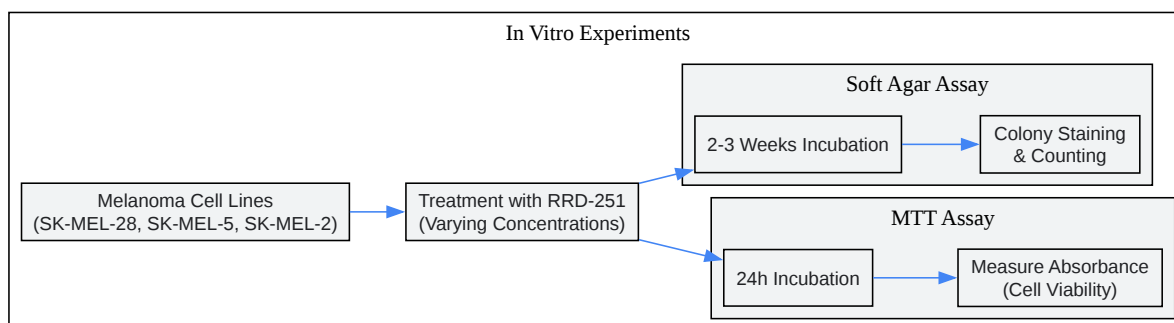 In Vitro Experiments
Soft Agar Assay
2-3 Weeks Incubation
Colony Staining
& Counting
Melanoma Cell Lines
(SK-MEL-28, SK-MEL-5, SK-MEL-2)
Treatment with RRD-251
(Varying Concentrations)
MTT Assay
24h Incubation
Measure Absorbance
(Cell Viability)